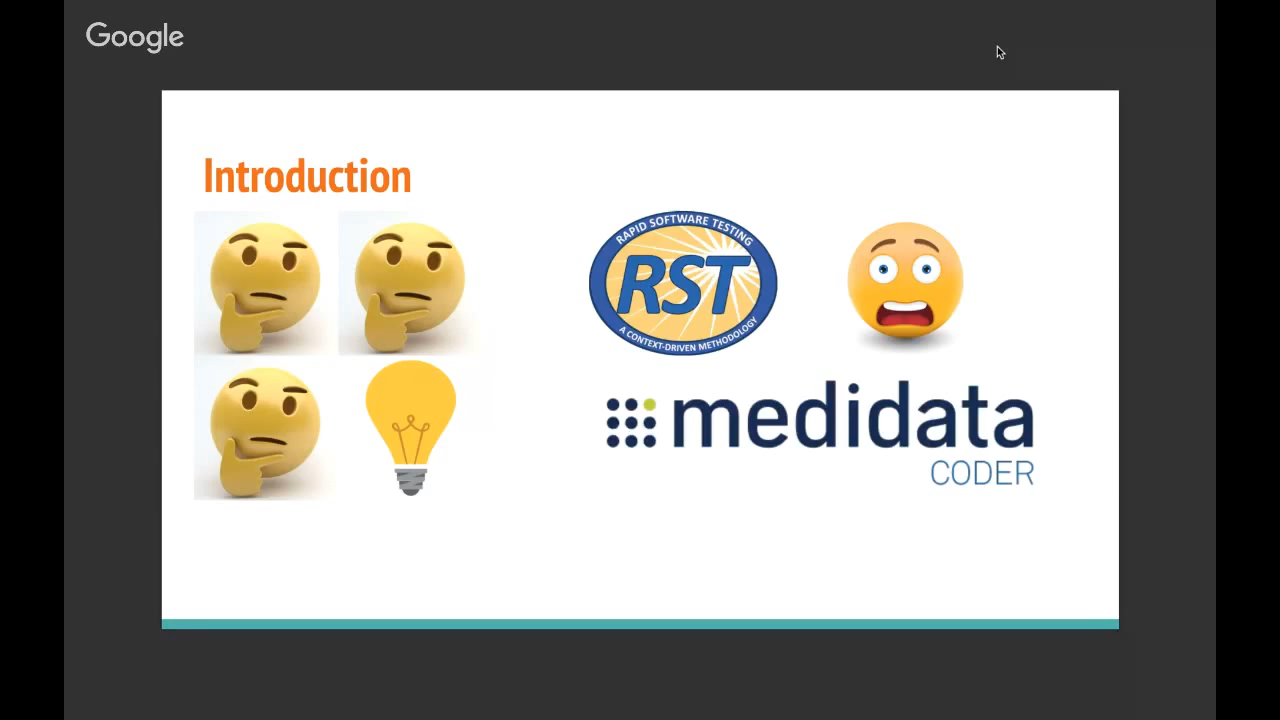 Google
Introduction
RAPID SOFTWARE TESTING
RST
A CONTEXT-DRIVEN METHODOLOGY
medidata
CODER